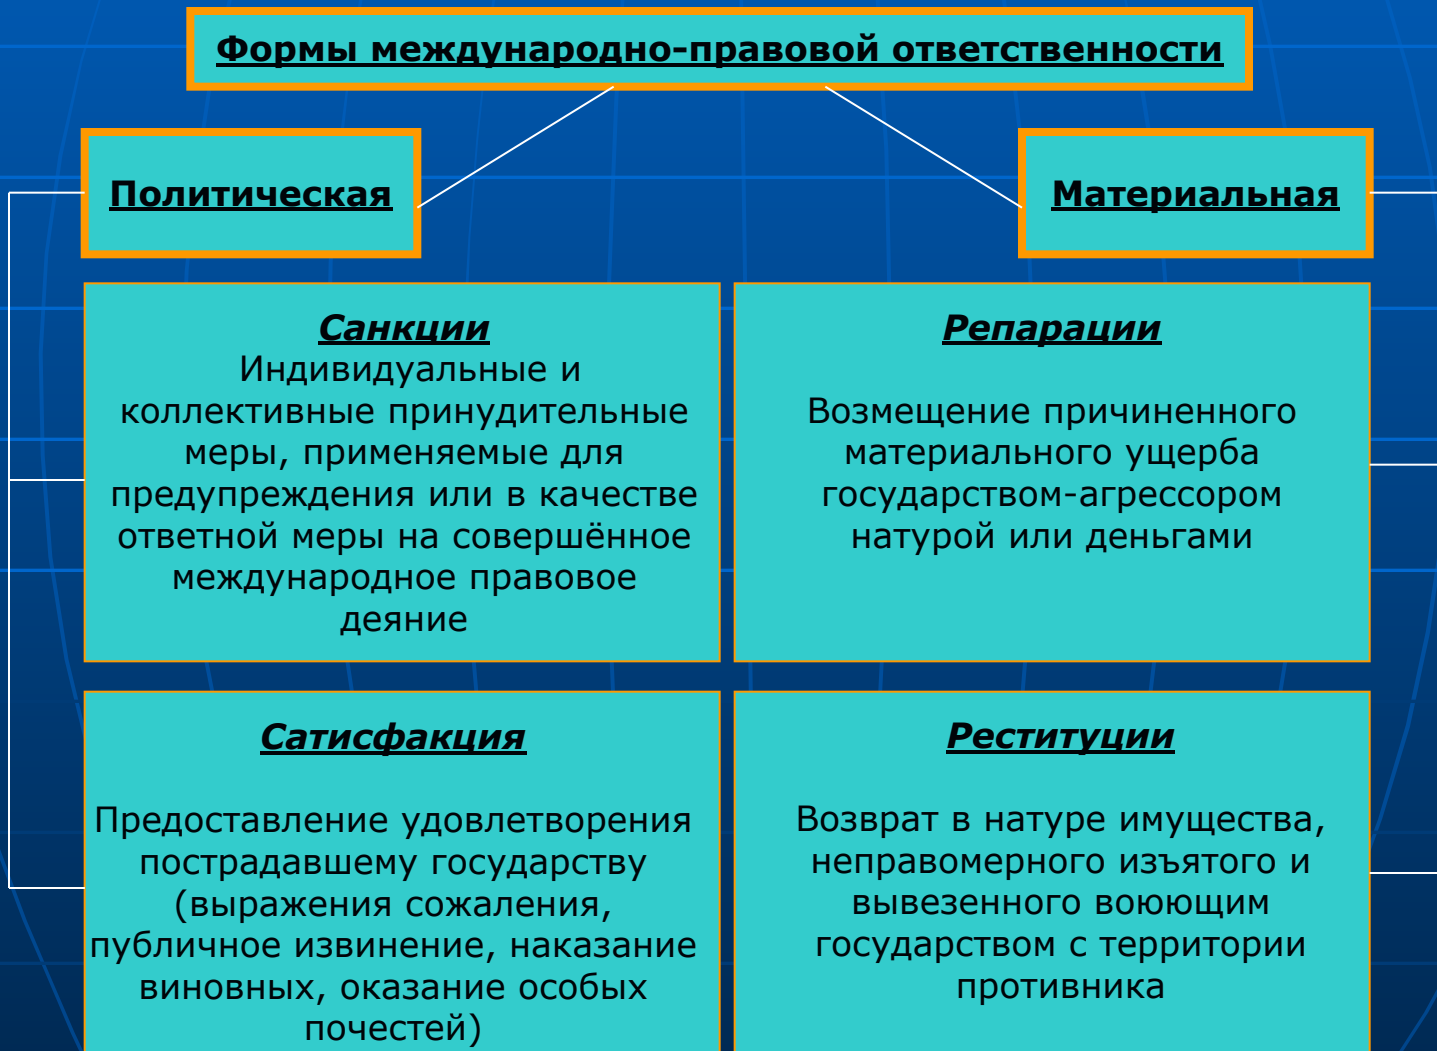 Формы международно-правовой ответственности
Политическая
Материальная
Санкции
Индивидуальные и
коллективные принудительные
меры, применяемые для
предупреждения или в качестве
ответной меры на совершённое
международное правовое
деяние
Репарации
Возмещение причиненного
материального ущерба
государством-агрессором
натурой или деньгами
Сатисфакция
Предоставление удовлетворения
пострадавшему государству
(выражения сожаления,
публичное извинение, наказание
виновных, оказание особых
почестей)
Реституции
Возврат в натуре имущества,
неправомерного изъятого и
вывезенного воюющим
государством с территории
противника